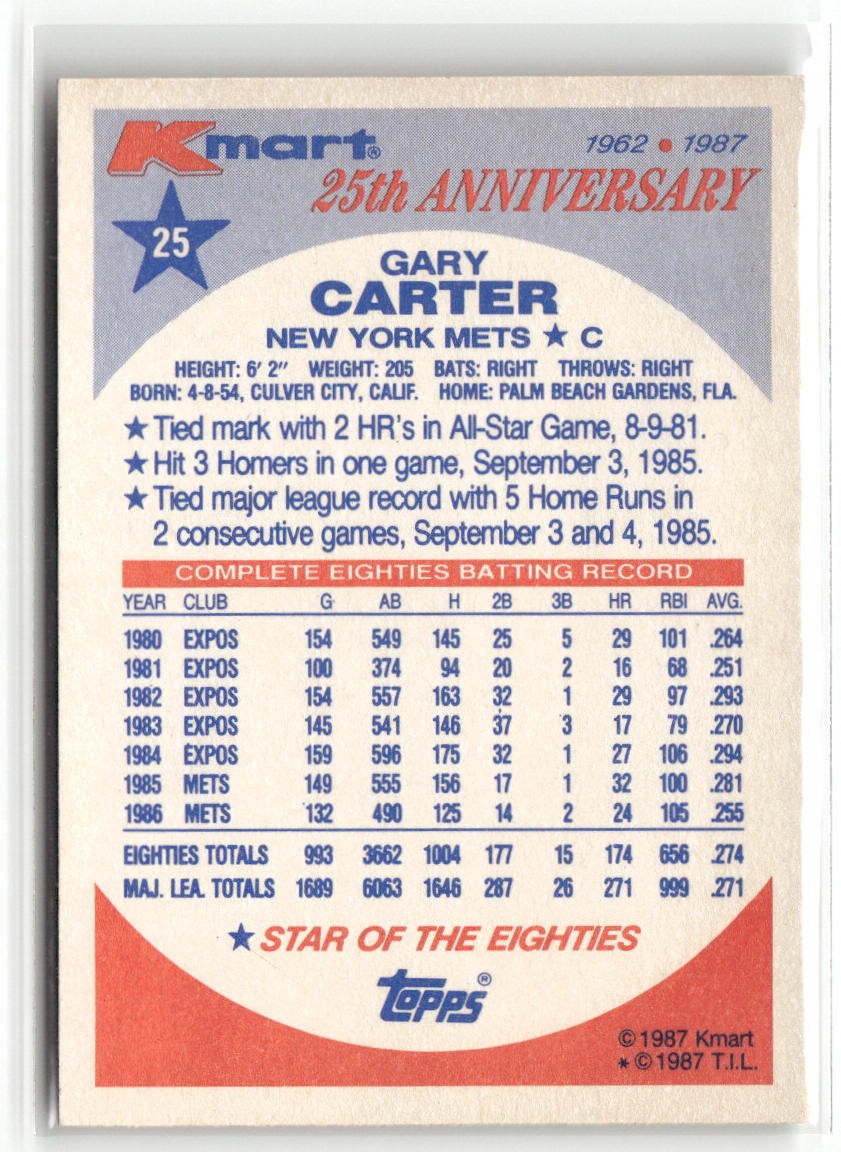 Kmart®
1962 • 1987
25th ANNIVERSARY
25
GARY
CARTER
NEW YORK METS ★ C
HEIGHT: 6' 2" WEIGHT: 205 BATS: RIGHT THROWS: RIGHT
BORN: 4-8-54, CULVER CITY, CALIF. HOME: PALM BEACH GARDENS, FLA.
★ Tied mark with 2 HR's in All-Star Game, 8-9-81.
★ Hit 3 Homers in one game, September 3, 1985.
★ Tied major league record with 5 Home Runs in
2 consecutive games, September 3 and 4, 1985.
COMPLETE EIGHTIES BATTING RECORD
YEAR CLUB G AB H 2B 3B HR RBI AVG.
1980 EXPOS 154 549 145 25 5 29 101 .264
1981 EXPOS 100 374 94 20 2 16 68 .251
1982 EXPOS 154 557 163 32 1 29 97 .293
1983 EXPOS 145 541 146 37 3 17 79 .270
1984 EXPOS 159 596 175 32 1 27 106 .294
1985 METS 149 555 156 17 1 32 100 .281
1986 METS 132 490 125 14 2 24 105 .255
EIGHTIES TOTALS 993 3662 1004 177 15 174 656 .274
MAJ. LEA. TOTALS 1689 6063 1646 287 26 271 999 .271
★ STAR OF THE EIGHTIES
topps®
©1987 Kmart
* ©1987 T.I.L.